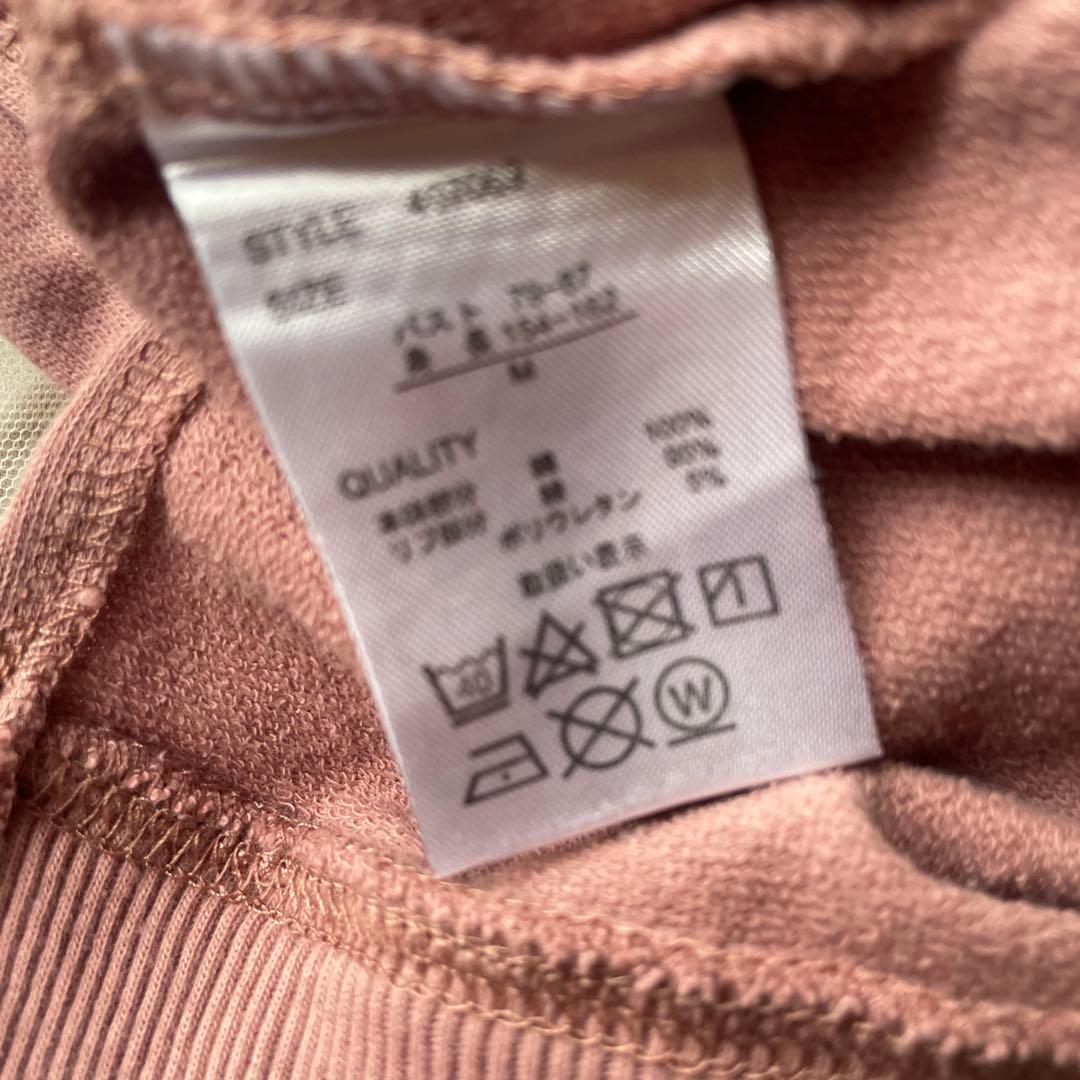 STYLE
SIZE
バスト 79-87
身長 154-162
M
QUALITY
本体部分 綿 100%
リブ部分 綿 95%
ポリウレタン 5%
取扱い表示
40
W